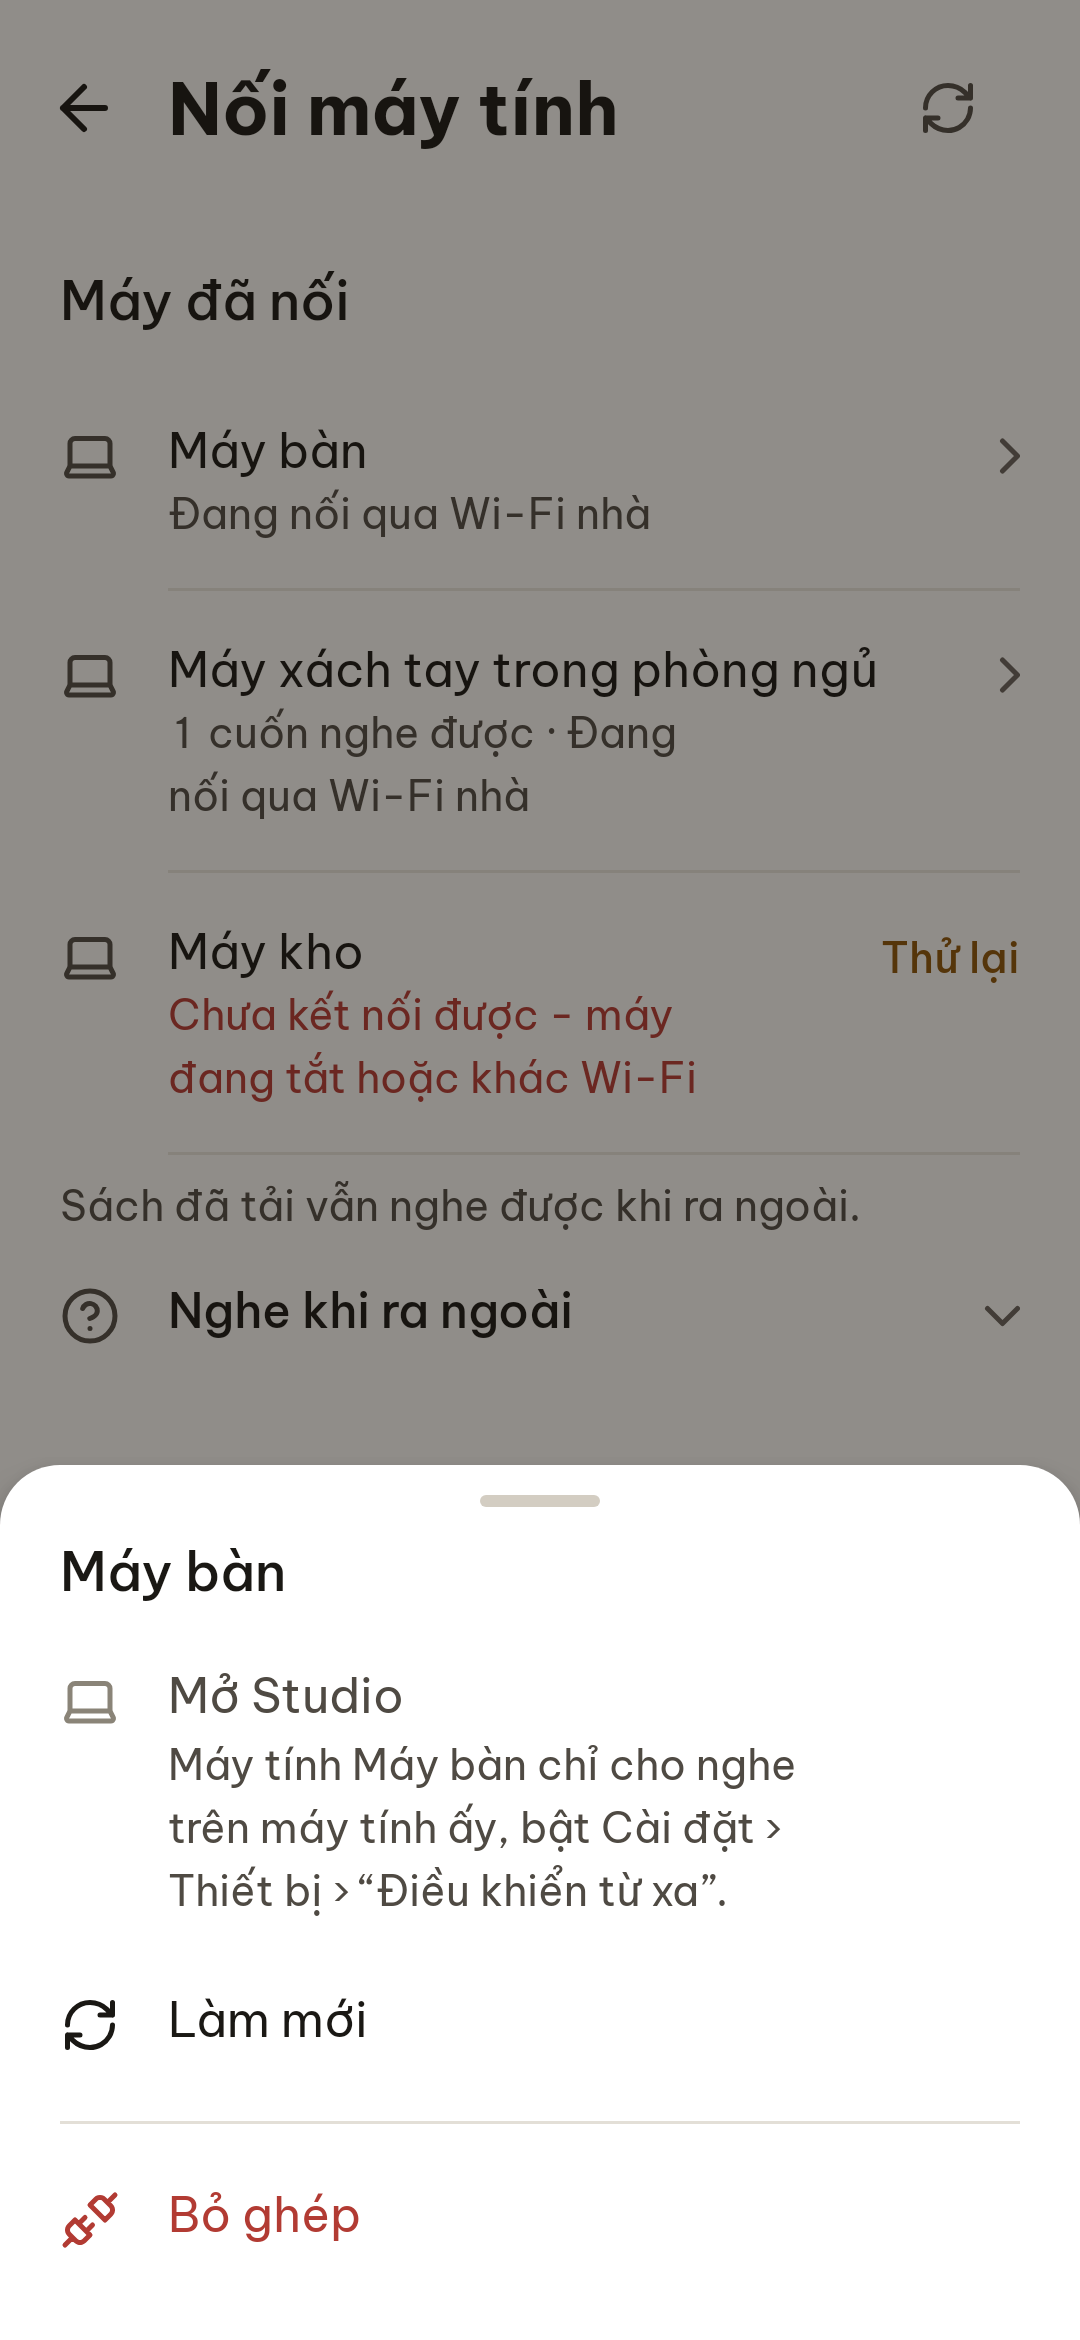 Nối máy tính
Máy đã nối
Máy bàn
Đang nối qua Wi-Fi nhà
Máy xách tay trong phòng ngủ
1 cuốn nghe được · Đang
nối qua Wi-Fi nhà
Máy kho
Thử lại
Chưa kết nối được - máy
đang tắt hoặc khác Wi-Fi
Sách đã tải vẫn nghe được khi ra ngoài.
Nghe khi ra ngoài
Máy bàn
Mở Studio
Máy tính Máy bàn chỉ cho nghe
trên máy tính ấy, bật Cài đặt ›
Thiết bị › “Điều khiển từ xa”.
Làm mới
Bỏ ghép